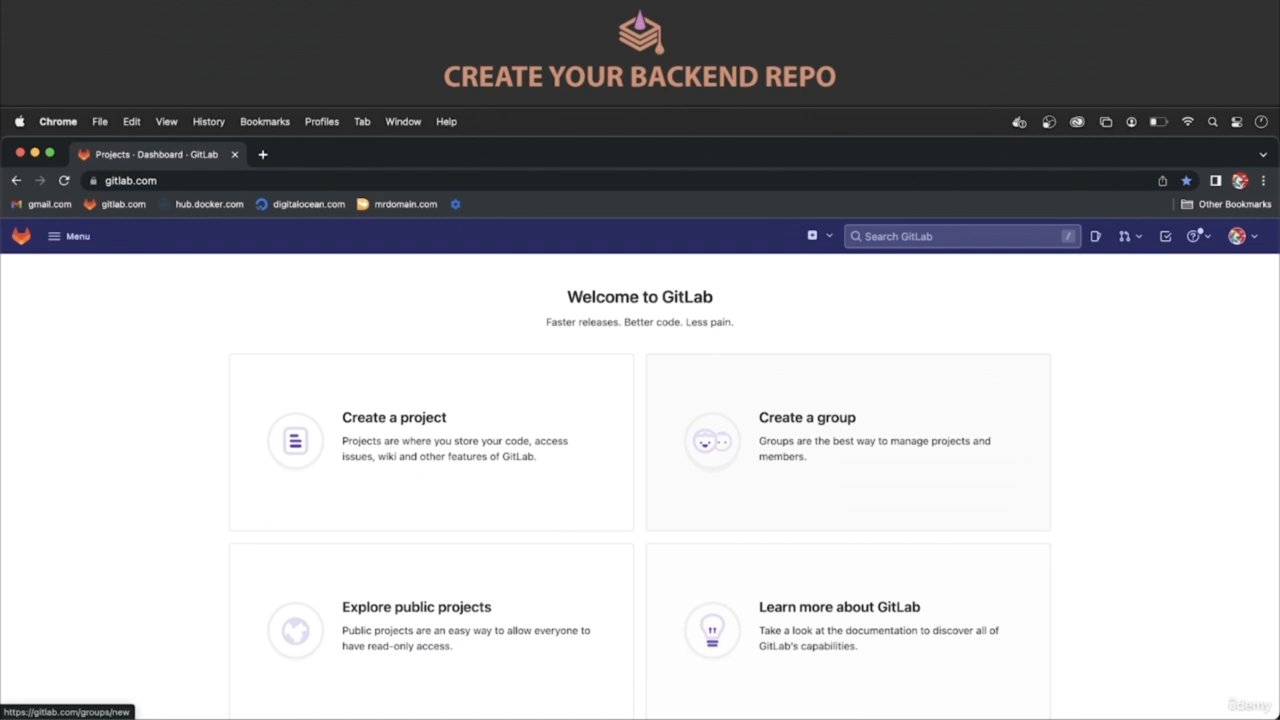 CREATE YOUR BACKEND REPO
Chrome File Edit View History Bookmarks Profiles Tab Window Help
Projects · Dashboard · GitLab
gitlab.com
gmail.com gitlab.com hub.docker.com digitalocean.com mrdomain.com Other Bookmarks
Menu Search GitLab /
Welcome to GitLab
Faster releases. Better code. Less pain.
Create a project
Projects are where you store your code, access
issues, wiki and other features of GitLab.
Create a group
Groups are the best way to manage projects and
members.
Explore public projects
Public projects are an easy way to allow everyone to
have read-only access.
Learn more about GitLab
Take a look at the documentation to discover all of
GitLab's capabilities.
https://gitlab.com/groups/new
ûdemy